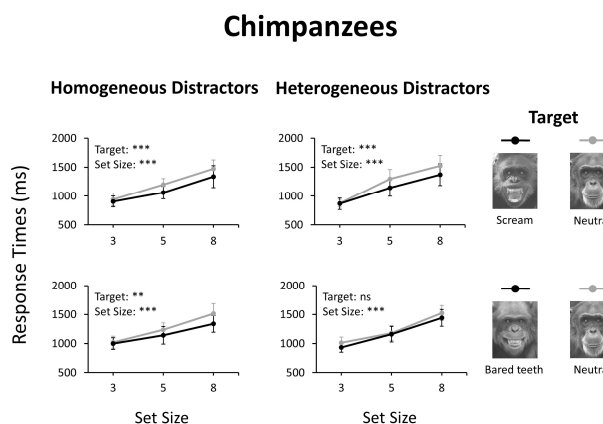 Chimpanzees
Homogeneous Distractors Heterogeneous Distractors
Target
Response Times (ms)
2000
1500
1000
500
Target: ***
Set Size: ***
3 5 8
2000
1500
1000
500
Target: ***
Set Size: ***
3 5 8
Scream Neutra
2000
1500
1000
500
Target: **
Set Size: ***
3 5 8
2000
1500
1000
500
Target: ns
Set Size: ***
3 5 8
Bared teeth Neutra
Set Size Set Size